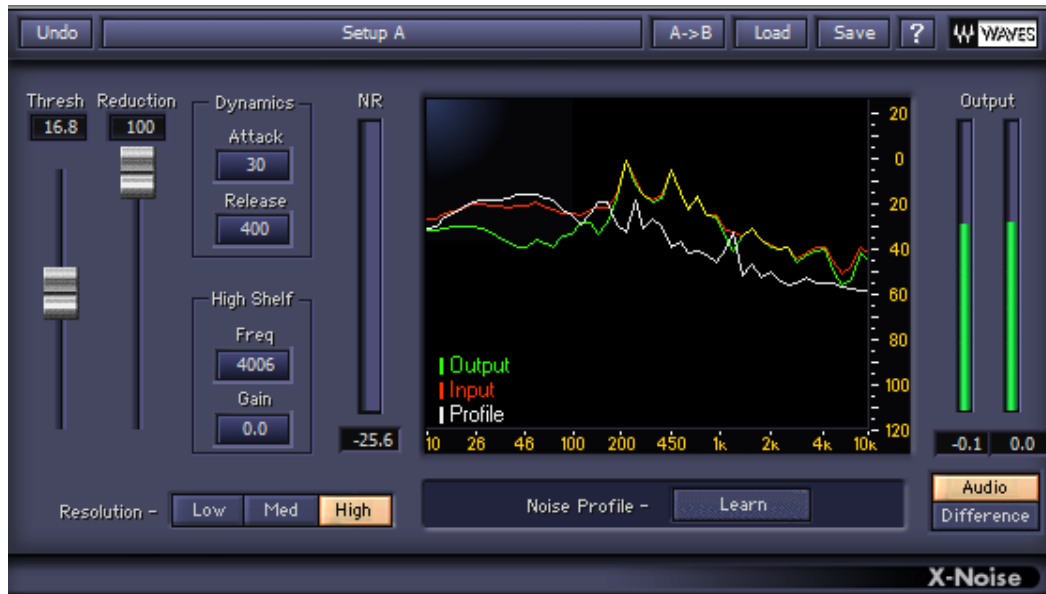 Undo Setup A A->B Load Save ? WAVES
Thresh Reduction Dynamics NR Output
16.8 100
Attack
30
Release
400
High Shelf
Freq
4006
Gain
0.0
-25.6
20
0
20
40
60
80
100
120
Output
Input
Profile
10 26 46 100 200 450 1K 2K 4K 10K
-0.1 0.0
Resolution - Low Med High
Noise Profile - Learn
Audio
Difference
X-Noise